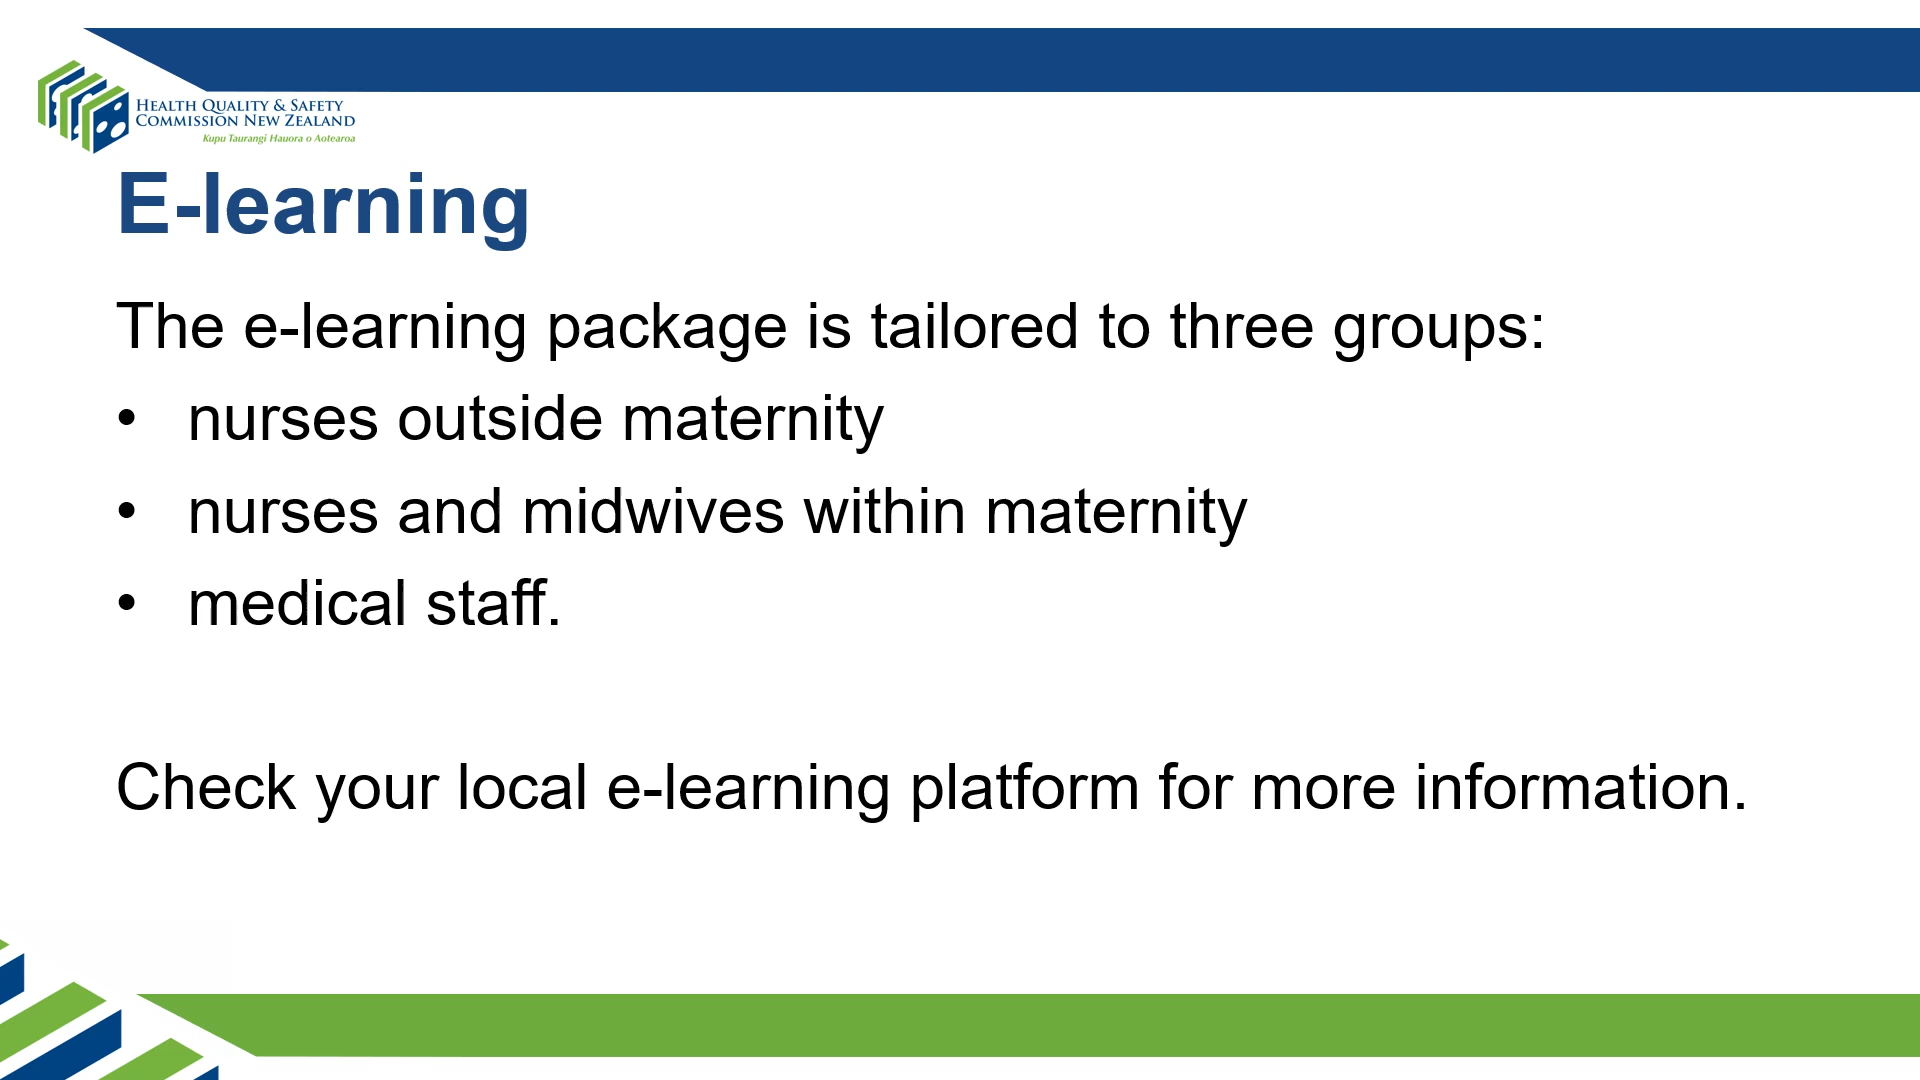 HEALTH QUALITY & SAFETY
COMMISSION NEW ZEALAND
Kupu Taurangi Hauora o Aotearoa
E-learning
The e-learning package is tailored to three groups:
• nurses outside maternity
• nurses and midwives within maternity
• medical staff.
Check your local e-learning platform for more information.